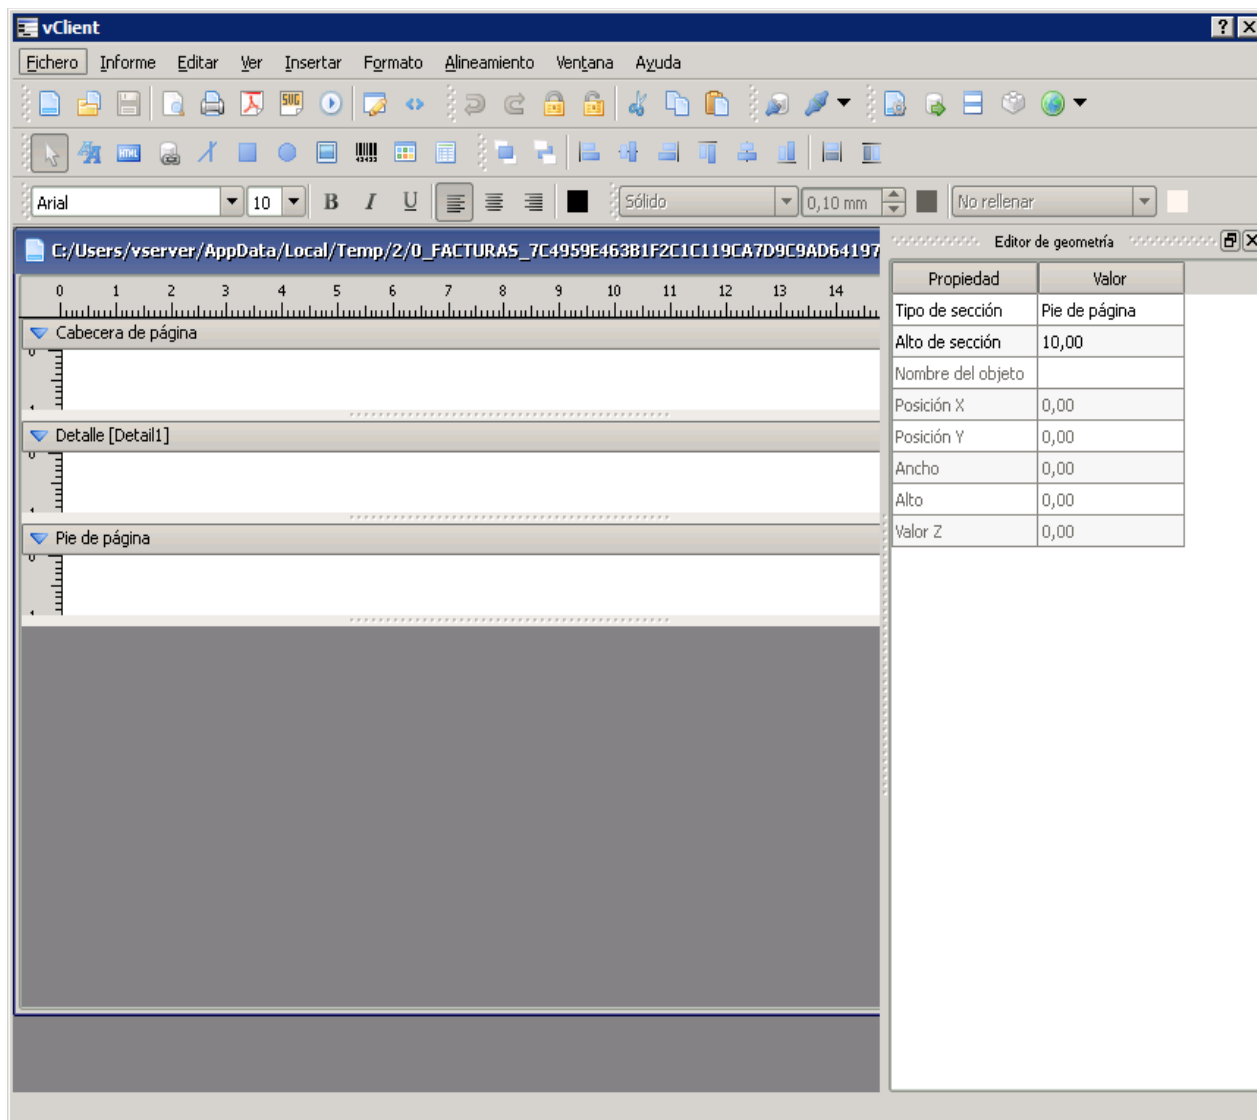 vClient
Fichero Informe Editar Ver Insertar Formato Alineamiento Ventana Ayuda
SVG
HTML 43433
Arial 10 B I U Sólido 0,10 mm No rellenar
C:/Users/vserver/AppData/Local/Temp/2/0_FACTURAS_7C4959E463B1F2C1C119CA7D9C9AD64197
Editor de geometría
0 1 2 3 4 5 6 7 8 9 10 11 12 13 14
Propiedad Valor
Tipo de sección Pie de página
Cabecera de página
Alto de sección 10,00
Nombre del objeto
Posición X 0,00
Detalle [Detail1]
Posición Y 0,00
Ancho 0,00
Alto 0,00
Pie de página
Valor Z 0,00